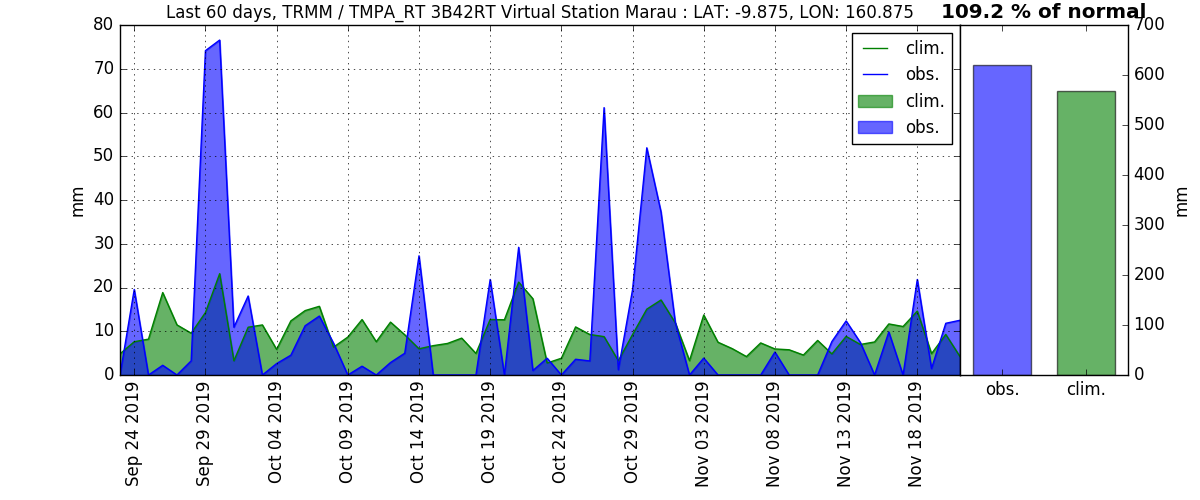 Last 60 days, TRMM / TMPA_RT 3B42RT Virtual Station Marau : LAT: -9.875, LON: 160.875
109.2 % of normal
80
70
60
50
40
30
20
10
0
mm
clim.
obs.
clim.
obs.
700
600
500
400
300
200
100
0
mm
Sep 24 2019
Sep 29 2019
Oct 04 2019
Oct 09 2019
Oct 14 2019
Oct 19 2019
Oct 24 2019
Oct 29 2019
Nov 03 2019
Nov 08 2019
Nov 13 2019
Nov 18 2019
obs.
clim.